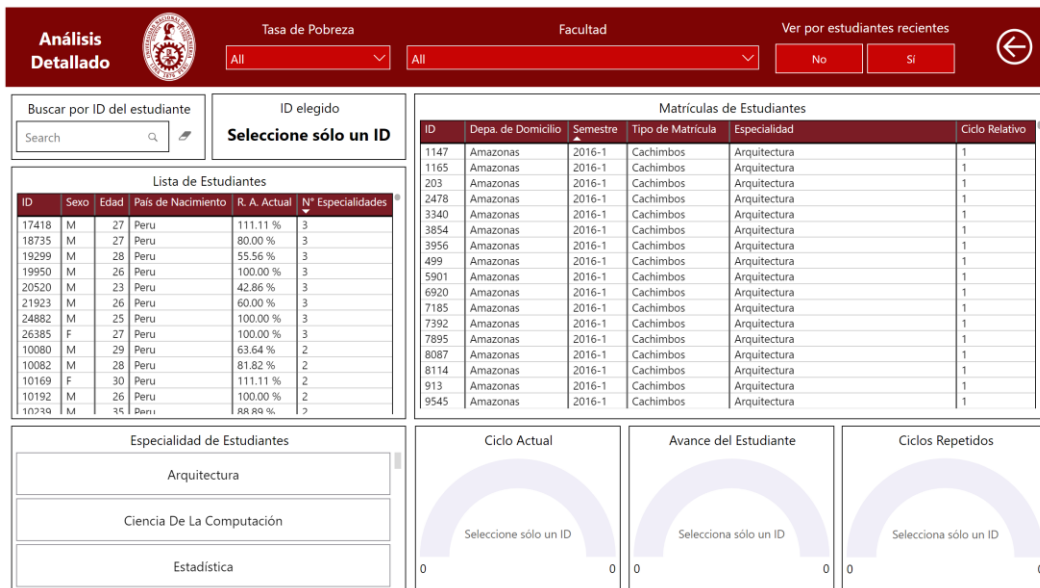 Análisis Detallado
Tasa de Pobreza
All
Facultad
All
Ver por estudiantes recientes
No
Sí
Buscar por ID del estudiante
Search
ID elegido
Seleccione sólo un ID
Lista de Estudiantes
ID Sexo Edad País de Nacimiento R. A. Actual N° Especialidades
17418 M 27 Peru 111.11 % 3
18735 M 27 Peru 80.00 % 3
19299 M 28 Peru 55.56 % 3
19950 M 26 Peru 100.00 % 3
20520 M 23 Peru 42.86 % 3
21923 M 26 Peru 60.00 % 3
24882 M 25 Peru 100.00 % 3
26385 F 27 Peru 100.00 % 3
10080 M 29 Peru 63.64 % 2
10082 M 28 Peru 81.82 % 2
10169 F 30 Peru 111.11 % 2
10192 M 26 Peru 100.00 % 2
10239 M 35 Peru 88.89 % 2
Matrículas de Estudiantes
ID Depa. de Domicilio Semestre Tipo de Matrícula Especialidad Ciclo Relativo
1147 Amazonas 2016-1 Cachimbos Arquitectura 1
1165 Amazonas 2016-1 Cachimbos Arquitectura 1
203 Amazonas 2016-1 Cachimbos Arquitectura 1
2478 Amazonas 2016-1 Cachimbos Arquitectura 1
3340 Amazonas 2016-1 Cachimbos Arquitectura 1
3854 Amazonas 2016-1 Cachimbos Arquitectura 1
3956 Amazonas 2016-1 Cachimbos Arquitectura 1
499 Amazonas 2016-1 Cachimbos Arquitectura 1
5901 Amazonas 2016-1 Cachimbos Arquitectura 1
6920 Amazonas 2016-1 Cachimbos Arquitectura 1
7185 Amazonas 2016-1 Cachimbos Arquitectura 1
7392 Amazonas 2016-1 Cachimbos Arquitectura 1
7895 Amazonas 2016-1 Cachimbos Arquitectura 1
8087 Amazonas 2016-1 Cachimbos Arquitectura 1
8114 Amazonas 2016-1 Cachimbos Arquitectura 1
913 Amazonas 2016-1 Cachimbos Arquitectura 1
9545 Amazonas 2016-1 Cachimbos Arquitectura 1
Especialidad de Estudiantes
Arquitectura
Ciencia De La Computación
Estadística
Ciclo Actual
Seleccione sólo un ID
0 0
Avance del Estudiante
Selecciona sólo un ID
0 0
Ciclos Repetidos
Selecciona sólo un ID
0 0